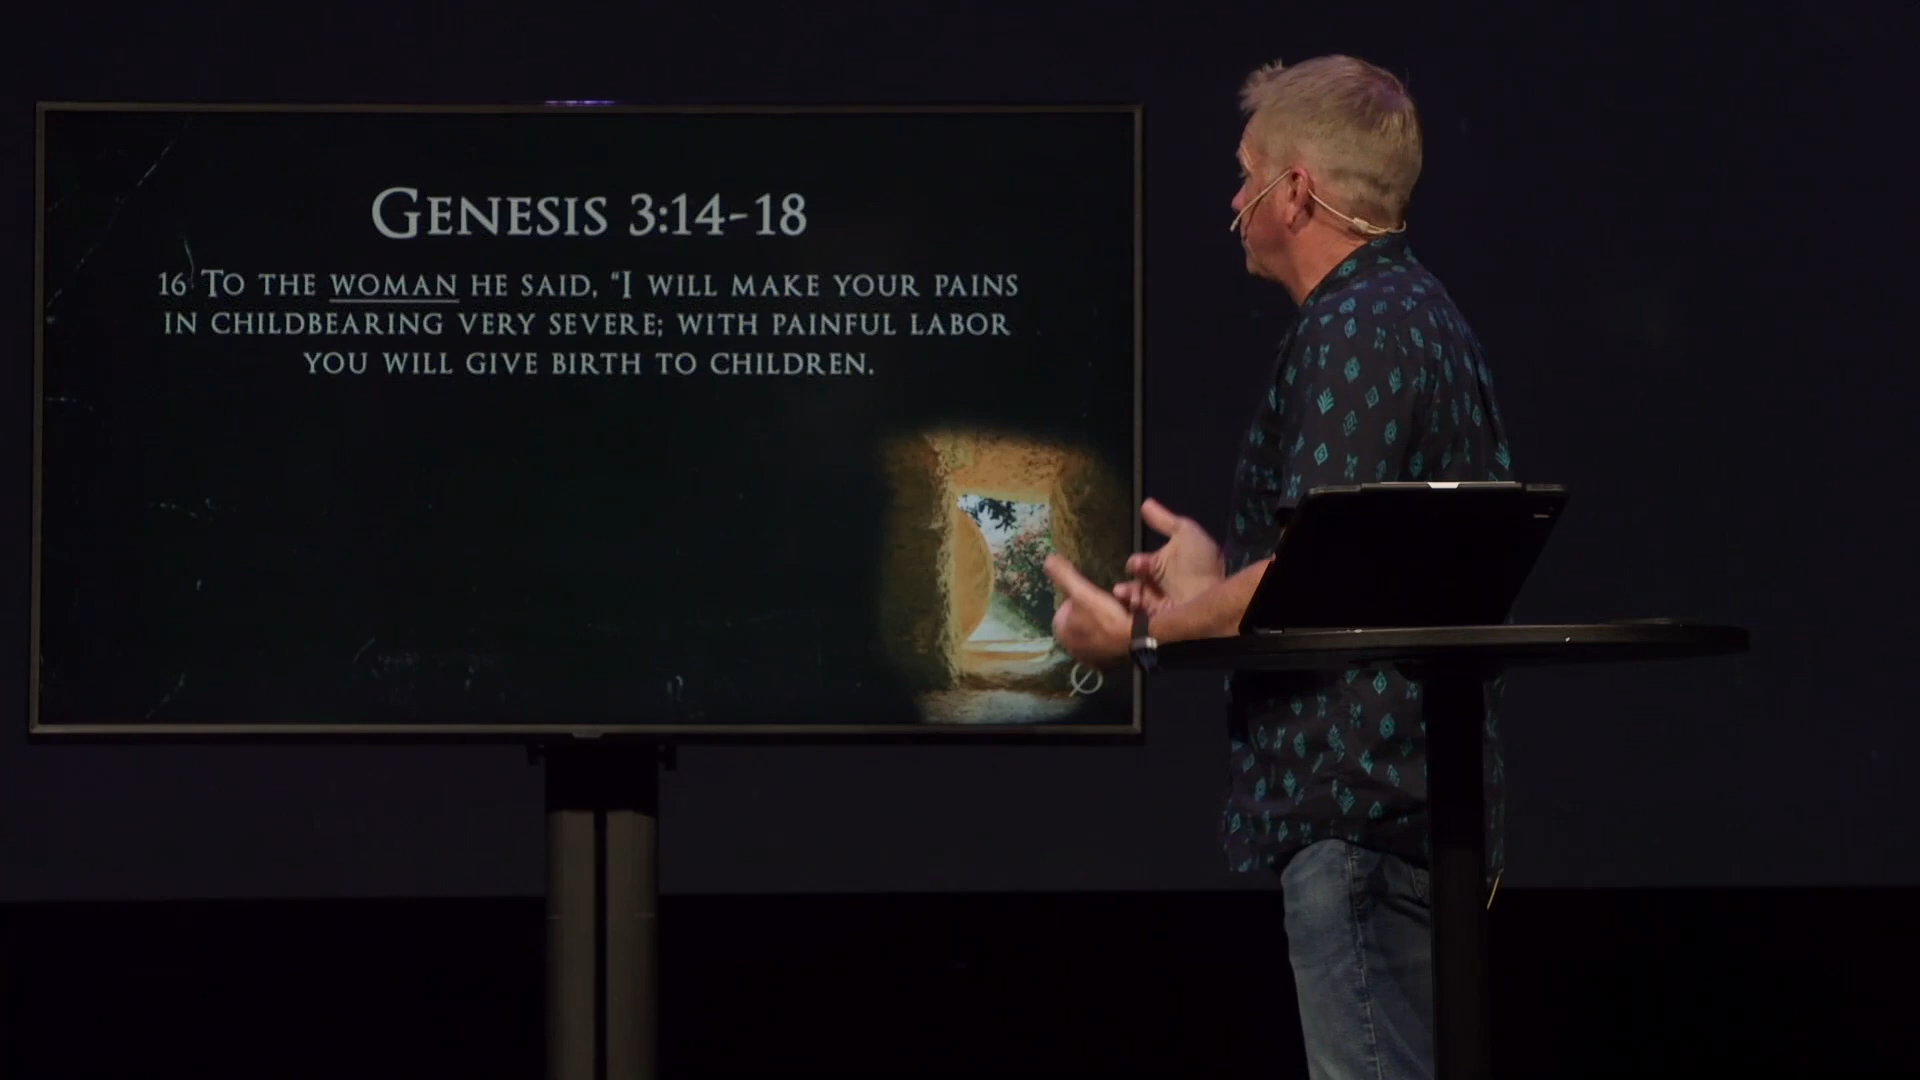 GENESIS 3:14-18
16 TO THE WOMAN HE SAID, “I WILL MAKE YOUR PAINS
IN CHILDBEARING VERY SEVERE; WITH PAINFUL LABOR
YOU WILL GIVE BIRTH TO CHILDREN.